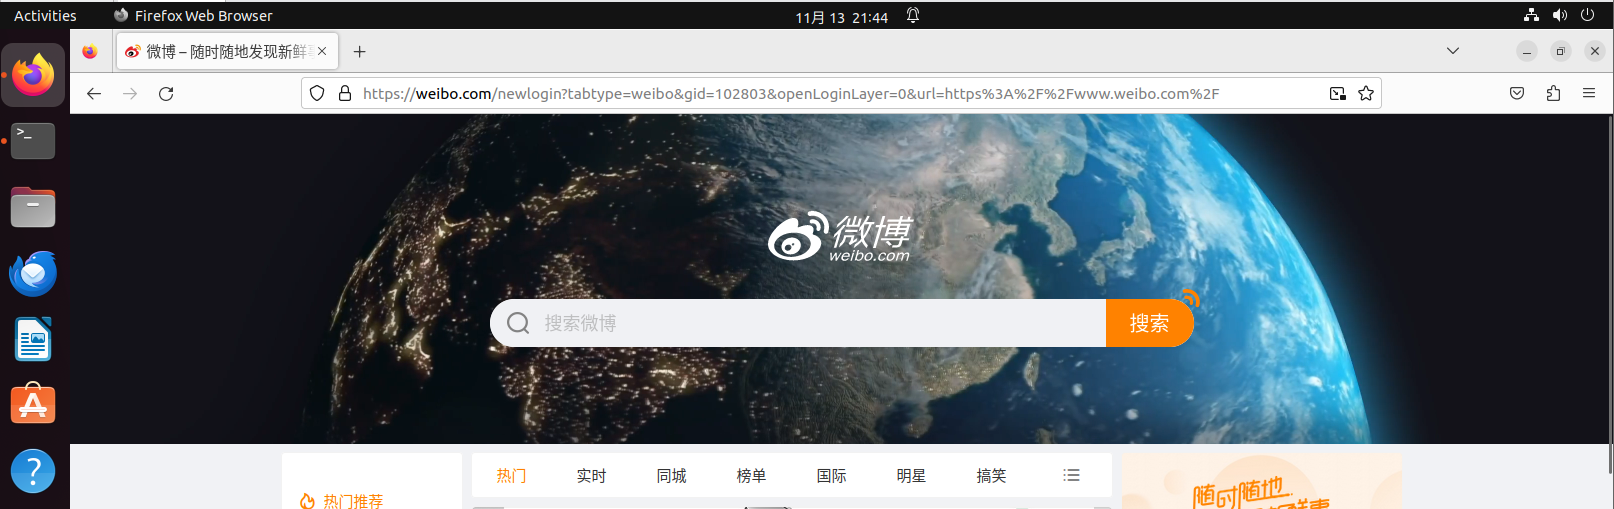 Activities
Firefox Web Browser
11月 13 21:44
微博 – 随时随地发现新鲜
https://weibo.com/newlogin?tabtype=weibo&gid=102803&openLoginLayer=0&url=https%3A%2F%2Fwww.weibo.com%2F
微博
weibo.com
搜索微博
搜索
热门 实时 同城 榜单 国际 明星 搞笑
热门推荐
随时随地